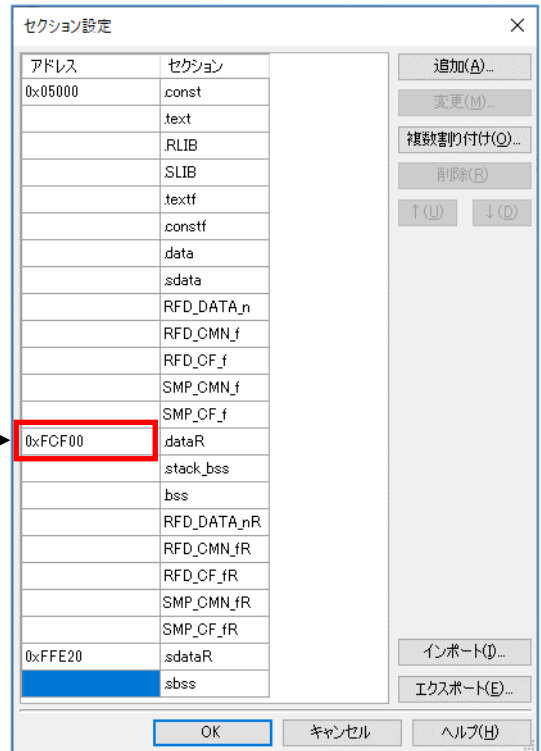 セクション設定
アドレス セクション
0x05000 .const
.text
.RLIB
.SLIB
.textf
.constf
.data
.sdata
RFD_DATA_n
RFD_CMN_f
RFD_CF_f
SMP_CMN_f
SMP_CF_f
0xFCF00 .dataR
.stack_bss
.bss
RFD_DATA_nR
RFD_CMN_fR
RFD_CF_fR
SMP_CMN_fR
SMP_CF_fR
0xFFE20 .sdataR
.sbss
追加(A)...
変更(M)...
複数割り付け(O)...
削除(R)
↑(U) ↓(D)
インポート(I)...
エクスポート(E)...
OK キャンセル ヘルプ(H)